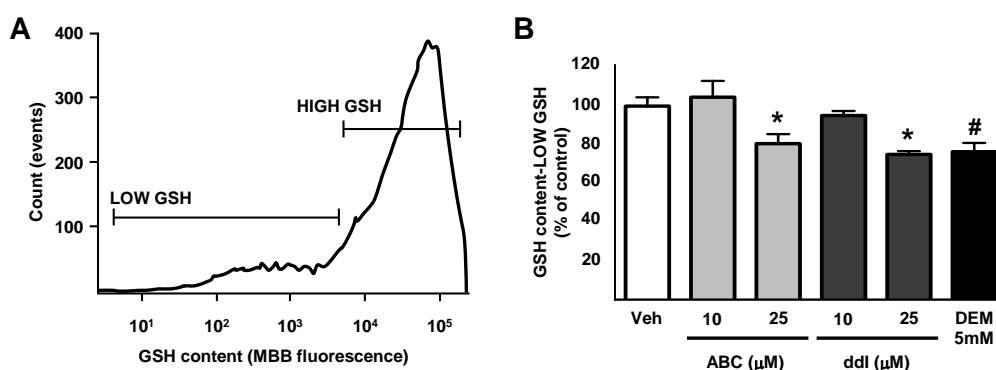 A
400
300
200
100
Count (events)
HIGH GSH
LOW GSH
10¹ 10² 10³ 10⁴ 10⁵
GSH content (MBB fluorescence)
B
120
100
80
60
40
20
GSH content-LOW GSH
(% of control)
* * #
Veh 10 25 10 25 DEM
5mM
ABC (μM) ddI (μM)